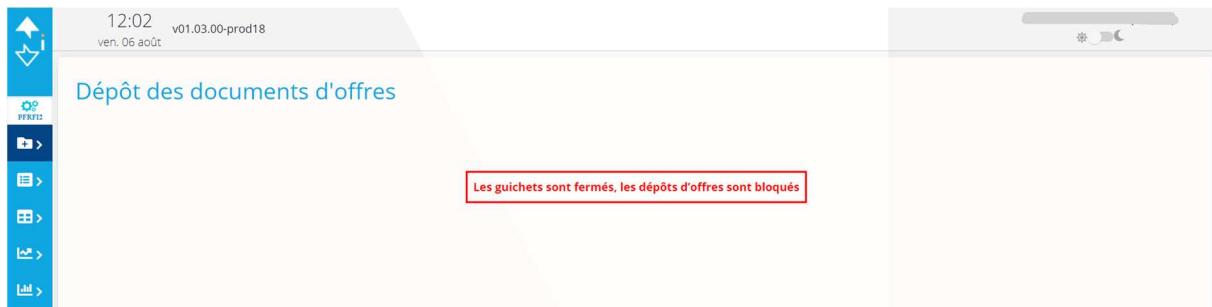 12:02
v01.03.00-prod18
ven. 06 août
i
Dépôt des documents d'offres
PFRFI2
Les guichets sont fermés, les dépôts d’offres sont bloqués